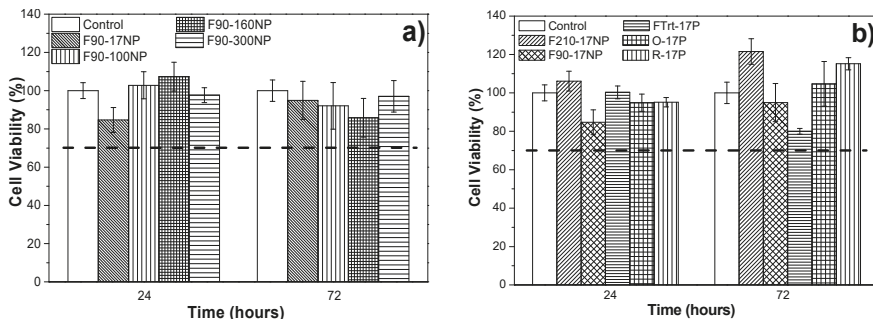 a)
Control
F90-160NP
F90-17NP
F90-300NP
F90-100NP
140
120
100
80
60
40
20
0
Cell Viability (%)
24
72
Time (hours)
b)
Control
FTrt-17P
F210-17NP
O-17P
F90-17NP
R-17P
140
120
100
80
60
40
20
0
Cell Viability (%)
24
72
Time (hours)